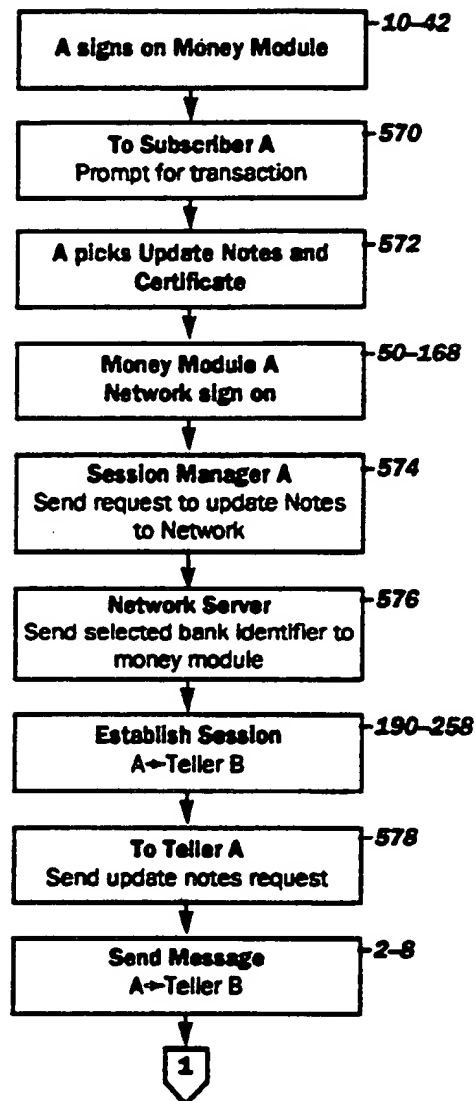 10-42
A signs on Money Module
570
To Subscriber A
Prompt for transaction
572
A picks Update Notes and
Certificate
50-168
Money Module A
Network sign on
574
Session Manager A
Send request to update Notes
to Network
576
Network Server
Send selected bank identifier to
money module
190-258
Establish Session
A↔Teller B
578
To Teller A
Send update notes request
2-8
Send Message
A→Teller B
1